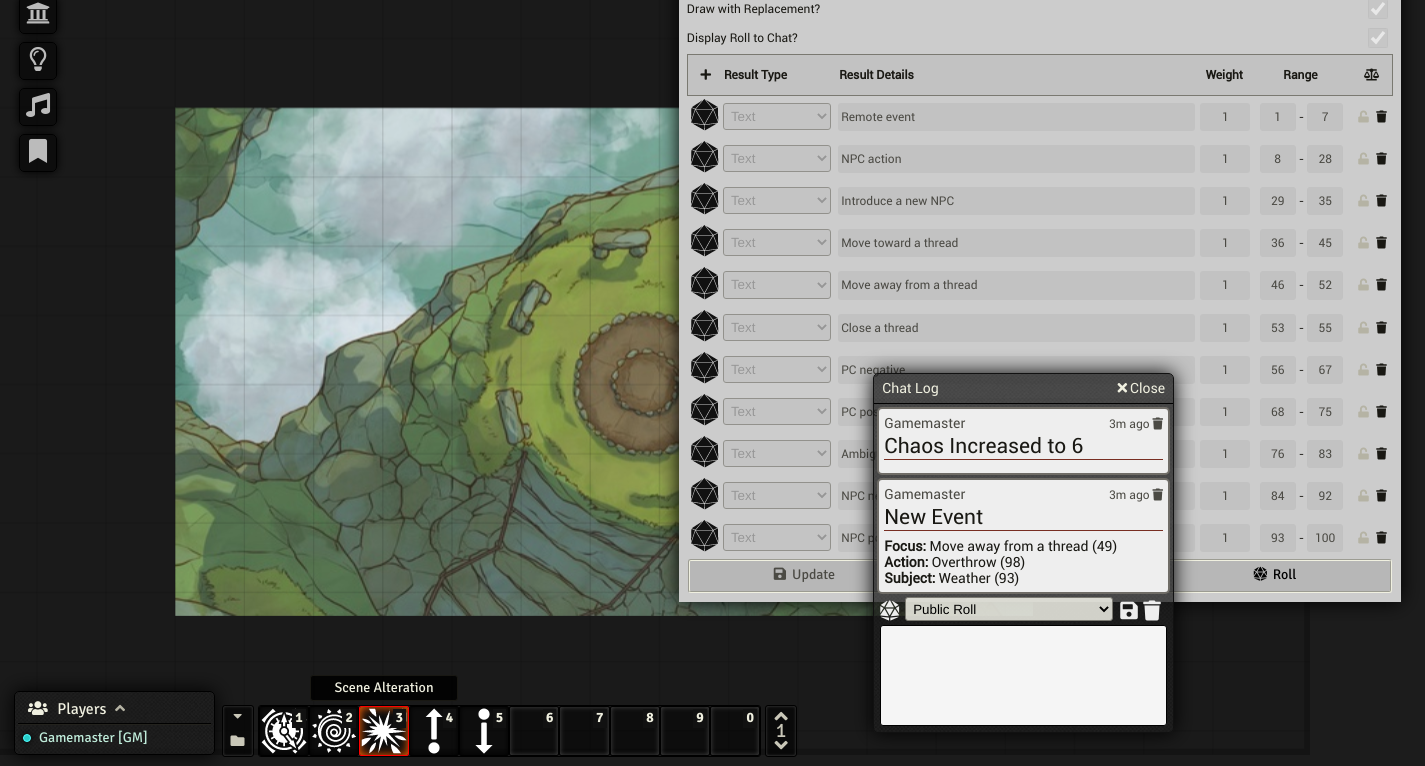 Draw with Replacement?
Display Roll to Chat?
+ Result Type Result Details Weight Range
Text Remote event 1 1 - 7
Text NPC action 1 8 - 28
Text Introduce a new NPC 1 29 - 35
Text Move toward a thread 1 36 - 45
Text Move away from a thread 1 46 - 52
Text Close a thread 1 53 - 55
Text PC negative 1 56 - 67
Text PC 1 68 - 75
Text 1 76 - 83
Text NPC 1 84 - 92
Text NPC 1 93 - 100
Update
Roll
Chat Log Close
Gamemaster 3m ago
Chaos Increased to 6
Gamemaster 3m ago
New Event
Focus: Move away from a thread (49)
Action: Overthrow (98)
Subject: Weather (93)
Public Roll
Scene Alteration
Players
Gamemaster [GM]
1 2 3 4 5 6 7 8 9 0
1